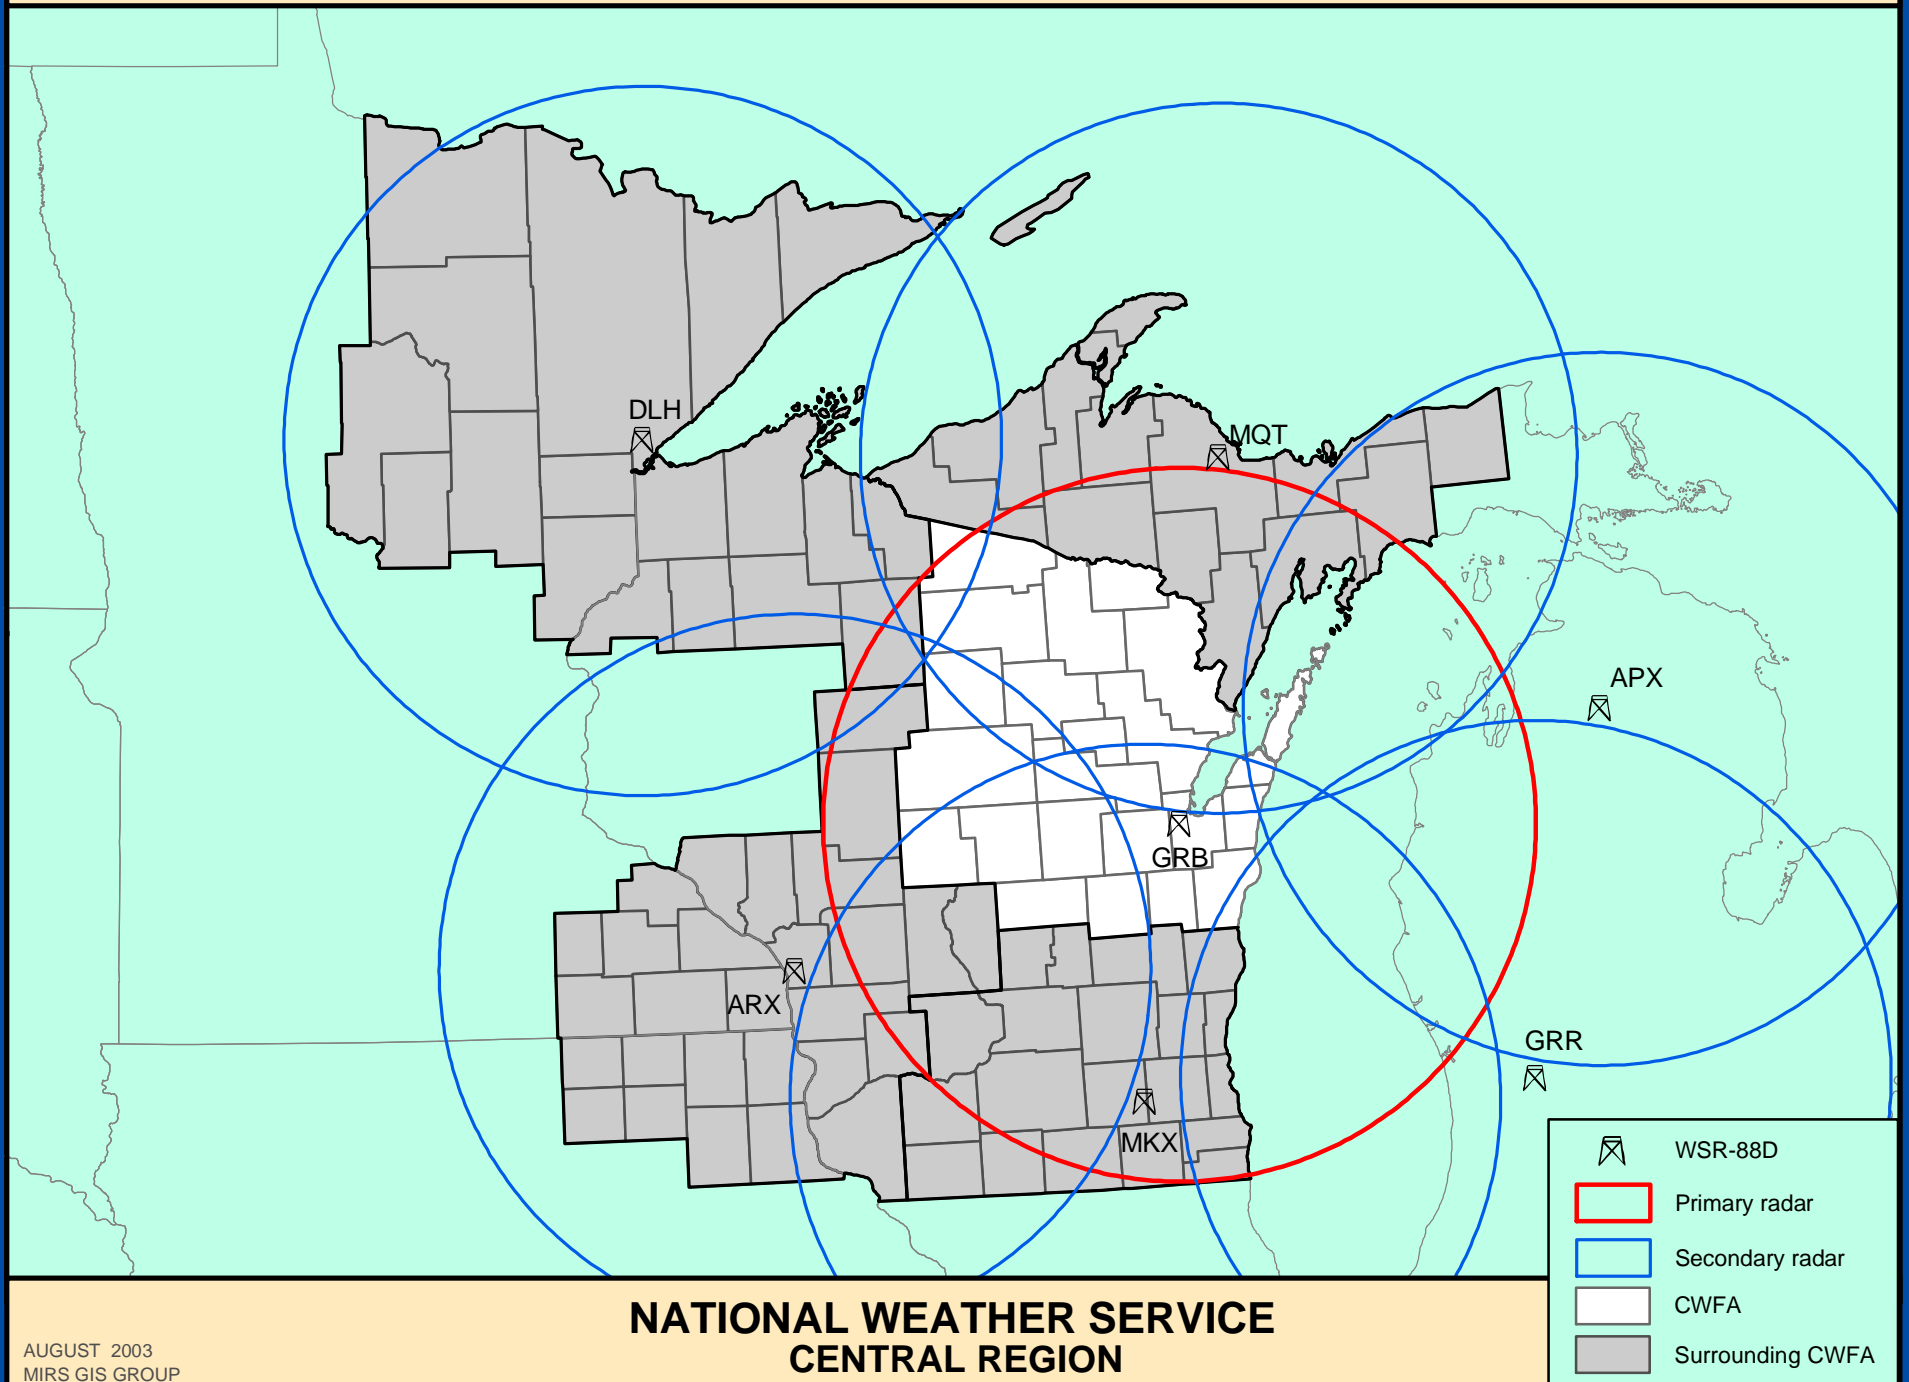 DLH
MQT
APX
GRB
ARX
GRR
MKX
WSR-88D
Primary radar
Secondary radar
CWFA
Surrounding CWFA
NATIONAL WEATHER SERVICE
CENTRAL REGION
AUGUST 2003
MIRS GIS GROUP